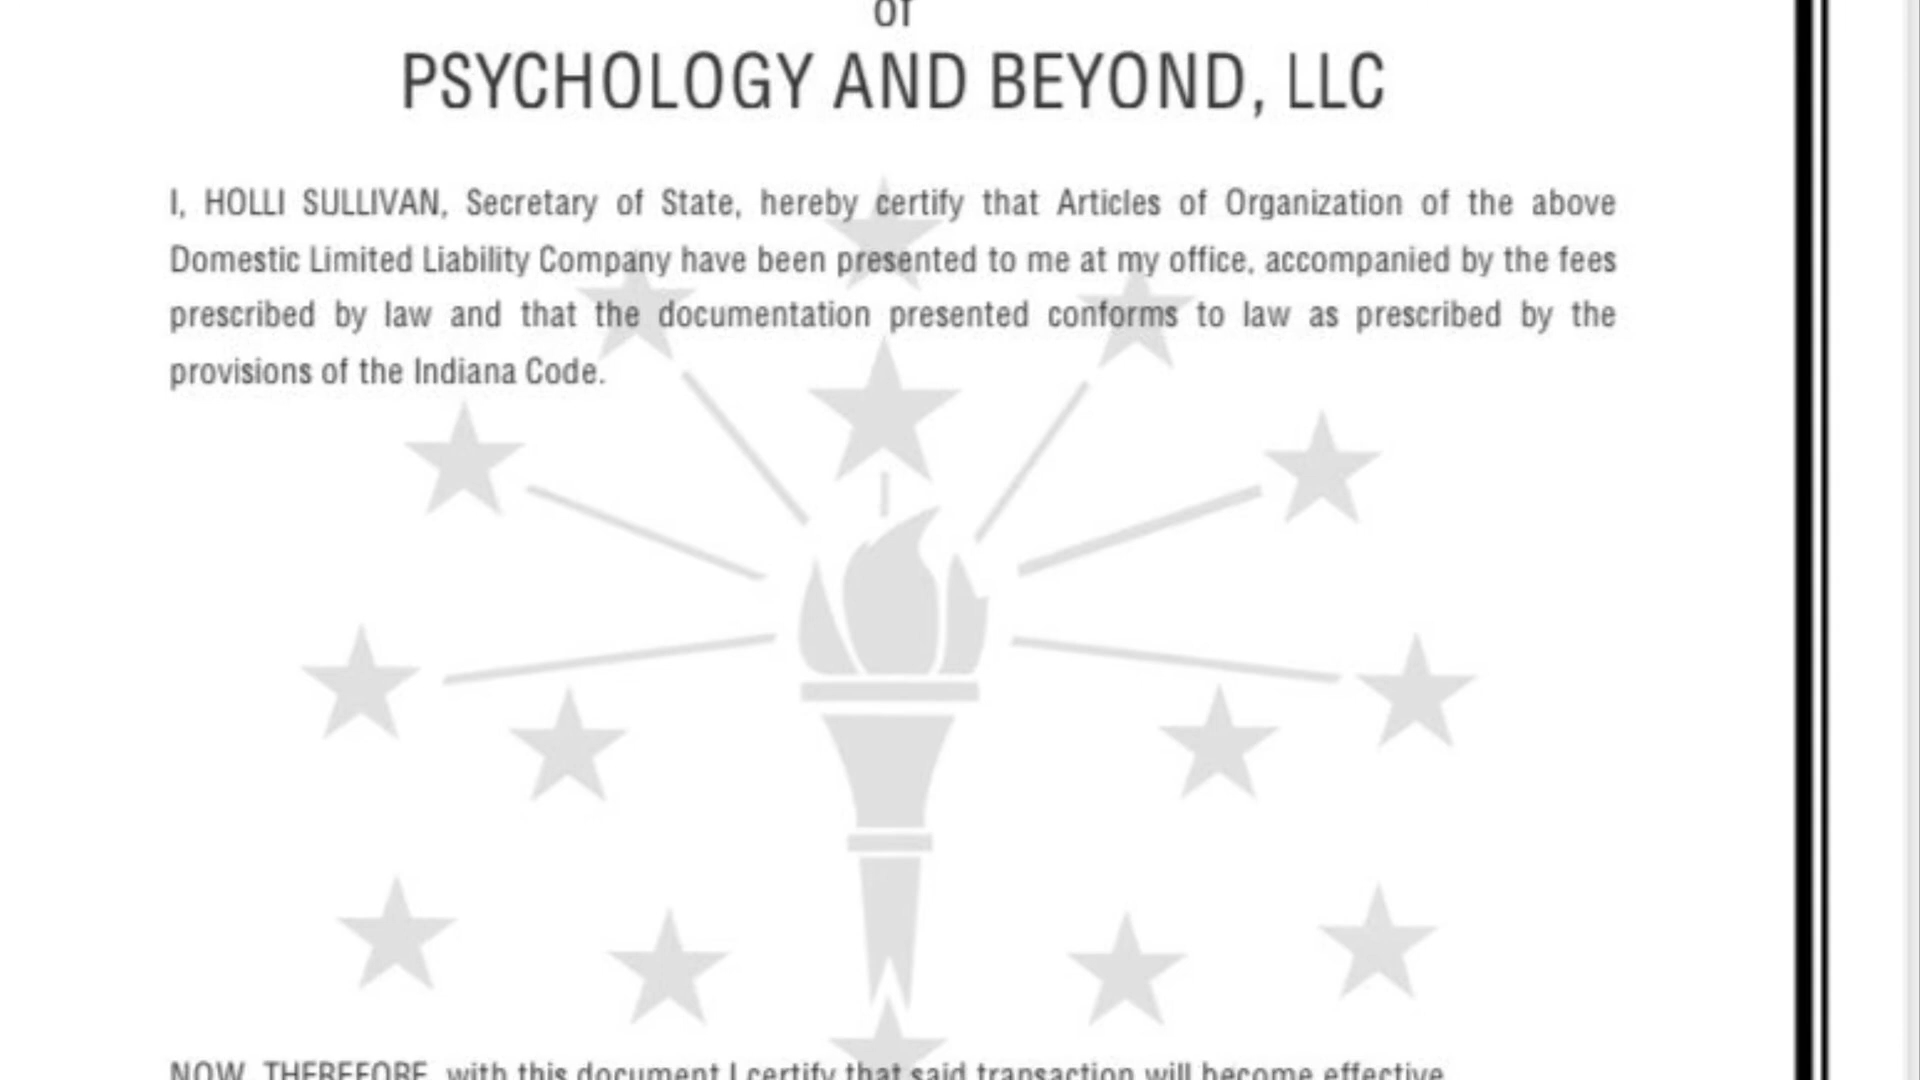 of
PSYCHOLOGY AND BEYOND, LLC
I, HOLLI SULLIVAN, Secretary of State, hereby certify that Articles of Organization of the above
Domestic Limited Liability Company have been presented to me at my office, accompanied by the fees
prescribed by law and that the documentation presented conforms to law as prescribed by the
provisions of the Indiana Code.
NOW, THEREFORE, with this document I certify that said transaction will become effective